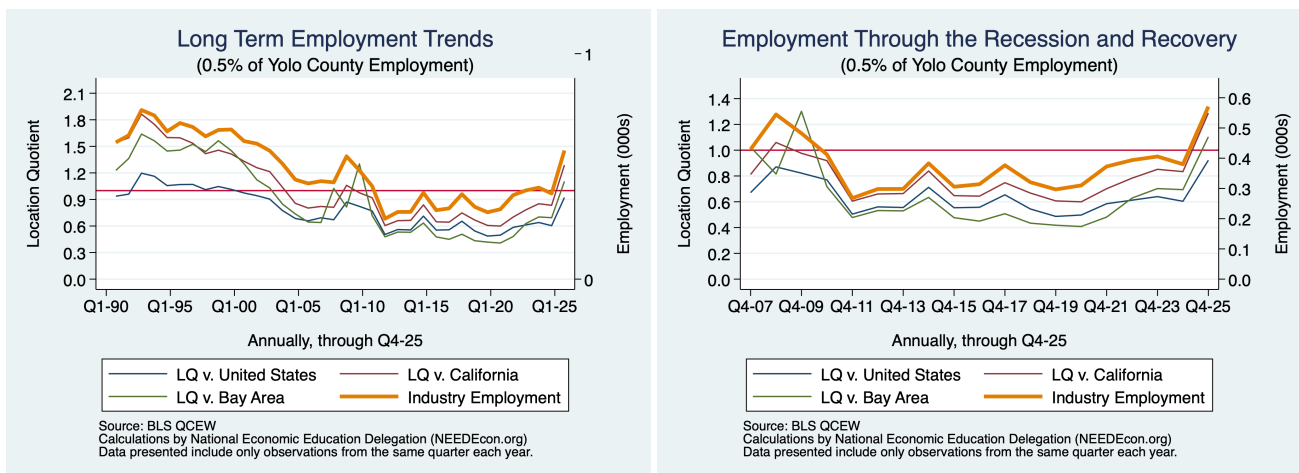 Long Term Employment Trends
(0.5% of Yolo County Employment)
Location Quotient
2.1
1.8
1.5
1.2
0.9
0.6
0.3
0.0
1
0
Employment (000s)
Q1-90 Q1-95 Q1-00 Q1-05 Q1-10 Q1-15 Q1-20 Q1-25
Annually, through Q4-25
LQ v. United States LQ v. California
LQ v. Bay Area Industry Employment
Source: BLS QCEW
Calculations by National Economic Education Delegation (NEEDEcon.org)
Data presented include only observations from the same quarter each year.
Employment Through the Recession and Recovery
(0.5% of Yolo County Employment)
Location Quotient
1.4
1.2
1.0
0.8
0.6
0.4
0.2
0.0
0.6
0.5
0.4
0.3
0.2
0.1
0.0
Employment (000s)
Q4-07 Q4-09 Q4-11 Q4-13 Q4-15 Q4-17 Q4-19 Q4-21 Q4-23 Q4-25
Annually, through Q4-25
LQ v. United States LQ v. California
LQ v. Bay Area Industry Employment
Source: BLS QCEW
Calculations by National Economic Education Delegation (NEEDEcon.org)
Data presented include only observations from the same quarter each year.